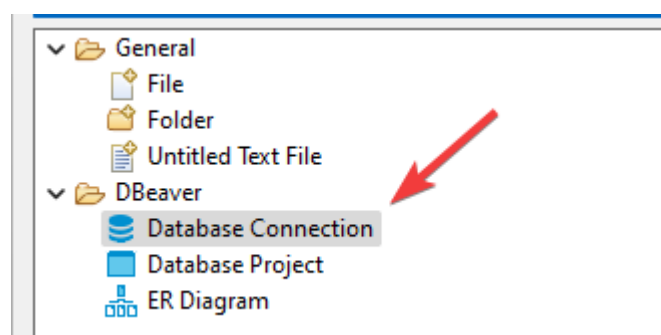 General
File
Folder
Untitled Text File
DBeaver
Database Connection
Database Project
ER Diagram